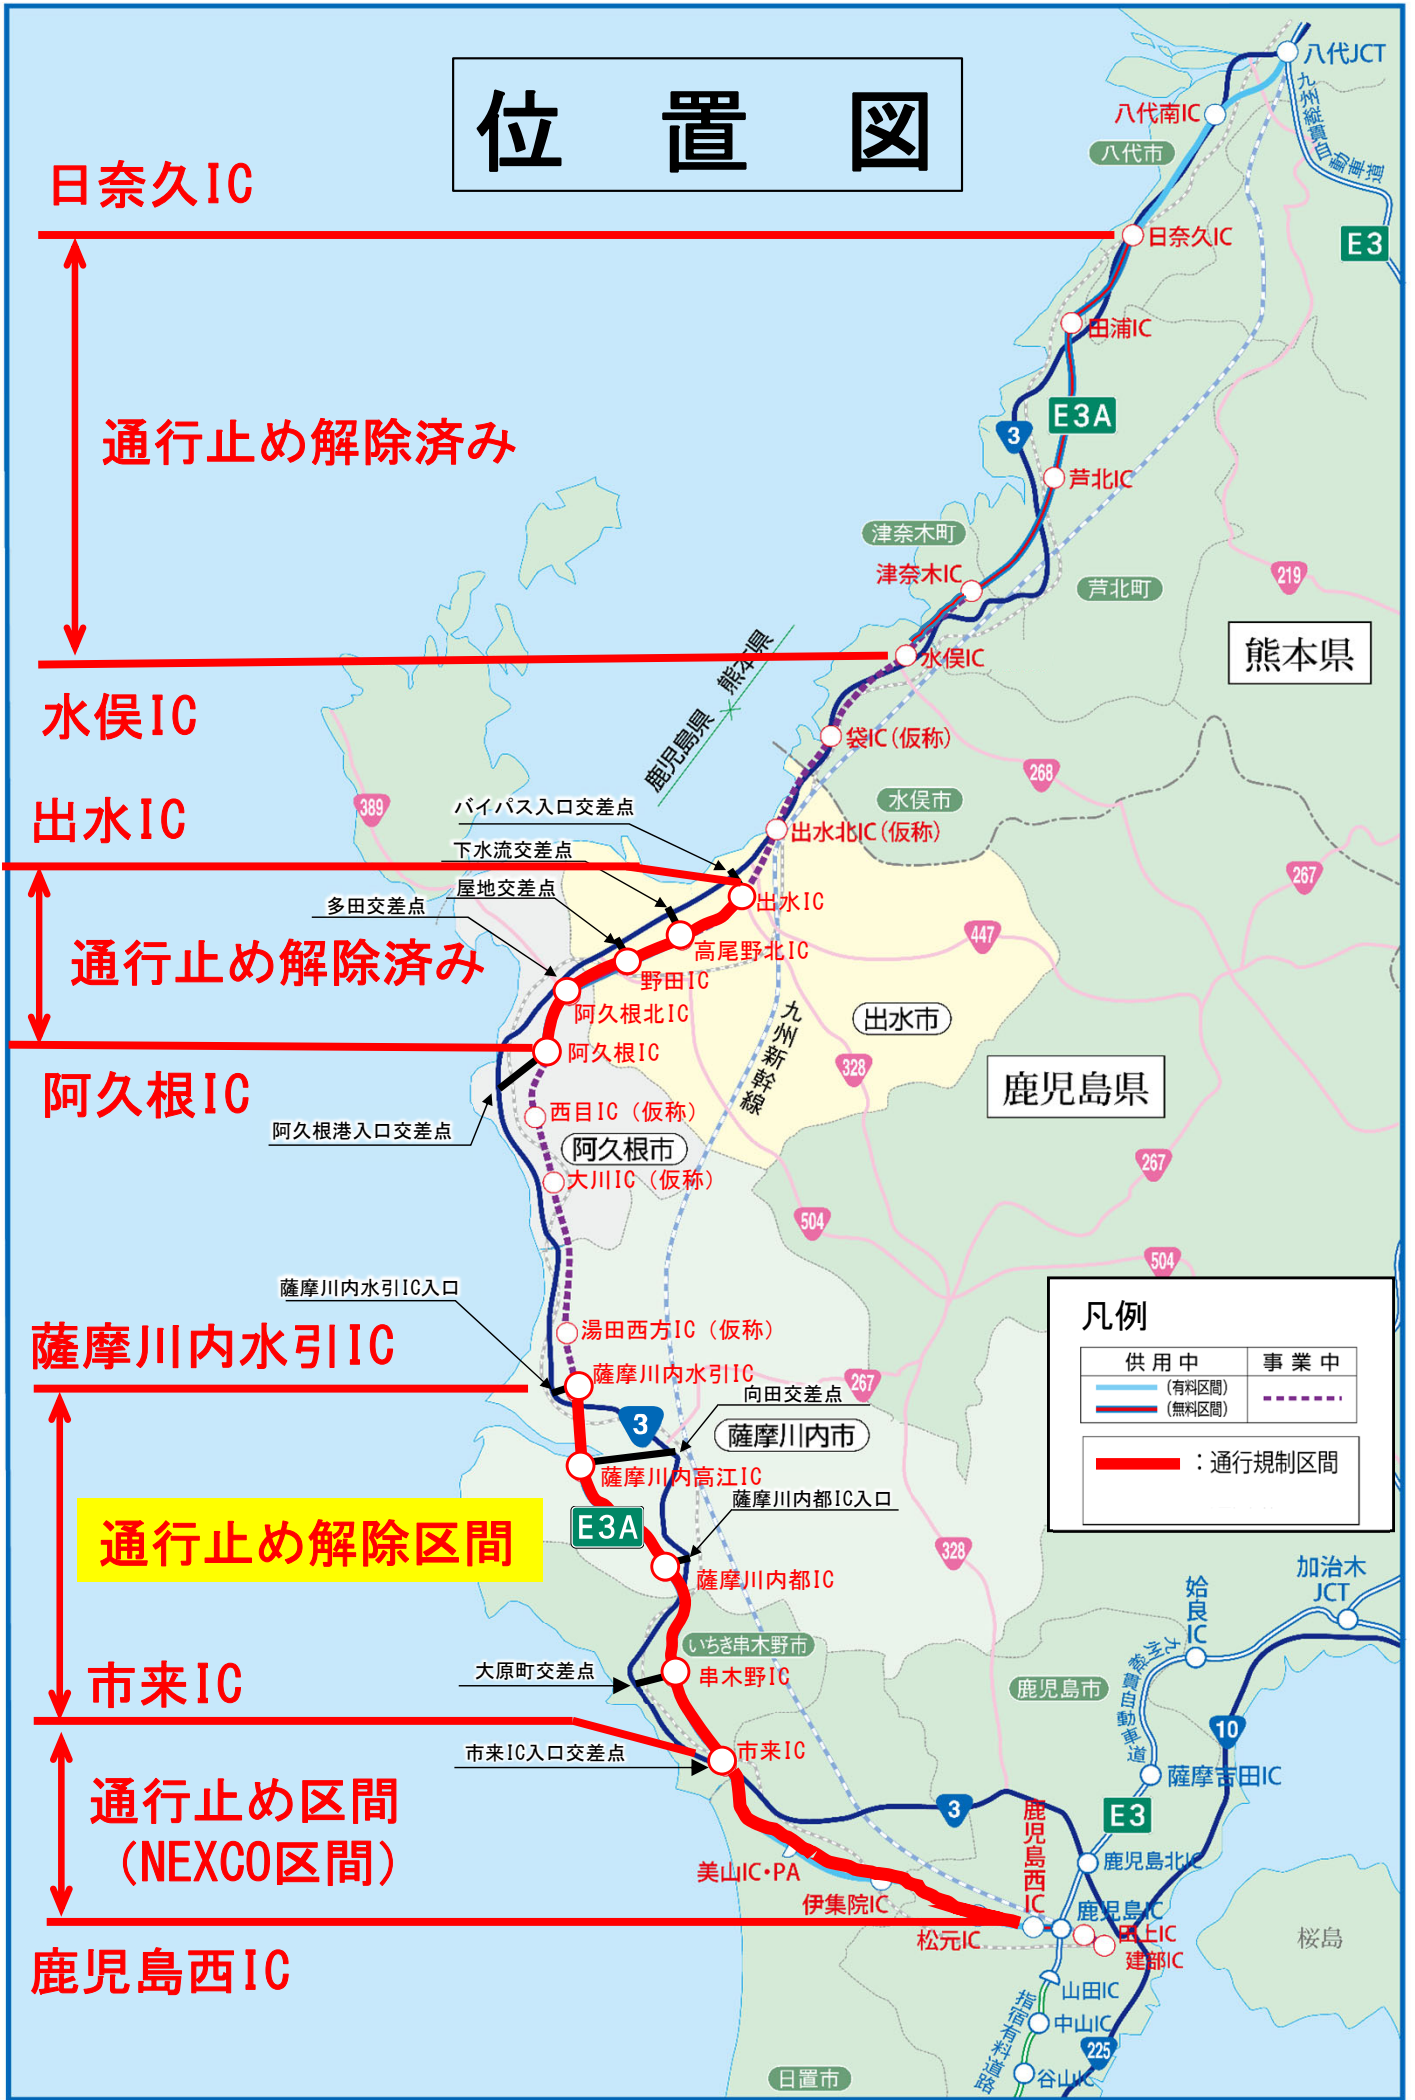 位置図
八代JCT
八代南IC
八代市
九州縦貫自動車道
日奈久IC
日奈久IC
E3
田浦IC
E3A
3
通行止め解除済み
芦北IC
津奈木町
津奈木IC
芦北町
219
熊本県
熊本県
鹿児島県
水俣IC
水俣IC
袋IC(仮称)
268
水俣市
389
出水IC
バイパス入口交差点
出水北IC(仮称)
下水流交差点
267
屋地交差点
出水IC
多田交差点
447
高尾野北IC
通行止め解除済み
野田IC
阿久根北IC
九州新幹線
出水市
阿久根IC
328
鹿児島県
阿久根IC
西目IC(仮称)
阿久根港入口交差点
阿久根市
267
大川IC(仮称)
504
504
薩摩川内水引IC入口
凡例
供用中
事業中
(有料区間)
(無料区間)
:通行規制区間
湯田西方IC(仮称)
薩摩川内水引IC
薩摩川内水引IC
267
向田交差点
3
薩摩川内市
薩摩川内高江IC
薩摩川内都IC入口
E3A
通行止め解除区間
328
薩摩川内都IC
加治木JCT
姶良IC
いちき串木野市
九州縦貫自動車道
大原町交差点
串木野IC
鹿児島市
市来IC
10
市来IC
市来IC入口交差点
薩摩吉田IC
通行止め区間
(NEXCO区間)
3
E3
鹿児島西IC
鹿児島北IC
美山IC・PA
伊集院IC
鹿児島IC
松元IC
田上IC
建部IC
桜島
鹿児島西IC
山田IC
指宿有料道路
中山IC
225
谷山IC
日置市